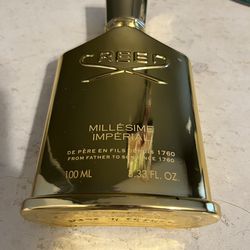 CREED
MILLÉSIME
IMPÉRIAL
DE PÈRE EN FILS DEPUIS 1760
FROM FATHER TO SON SINCE 1760
100 ML 3.33 FL. OZ.